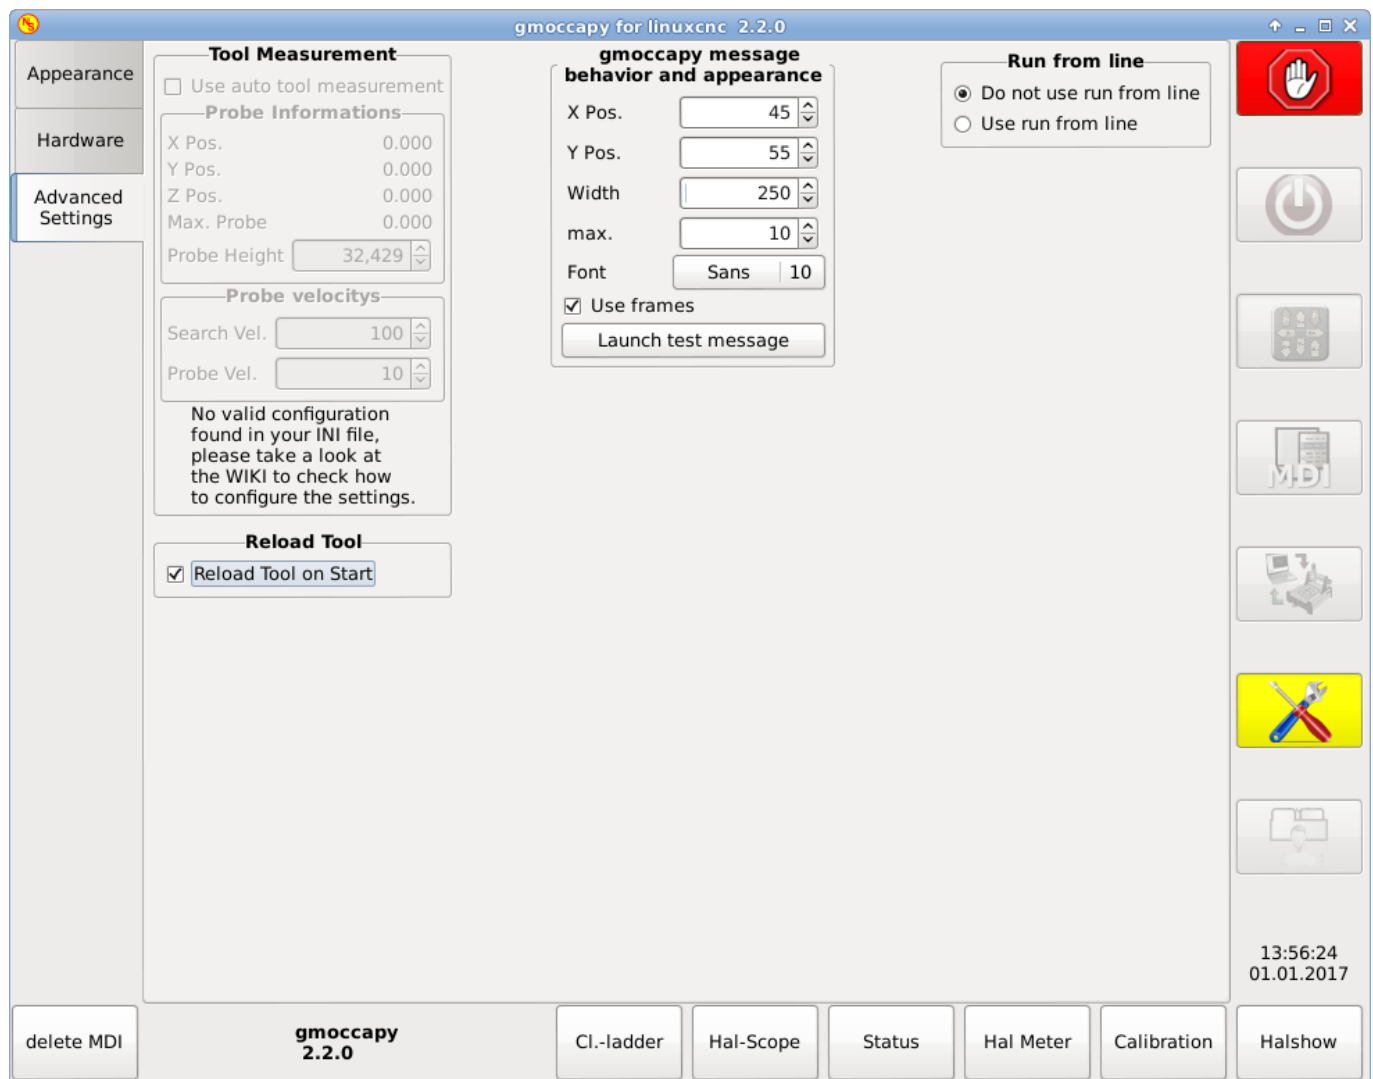 gmoccapy for linuxcnc  2.2.0
Appearance
Hardware
Advanced
Settings
Tool Measurement
Use auto tool measurement
Probe Informations
X Pos. 0.000
Y Pos. 0.000
Z Pos. 0.000
Max. Probe 0.000
Probe Height 32,429
Probe velocitys
Search Vel. 100
Probe Vel. 10
No valid configuration
found in your INI file,
please take a look at
the WIKI to check how
to configure the settings.
Reload Tool
Reload Tool on Start
gmoccapy message
behavior and appearance
X Pos. 45
Y Pos. 55
Width 250
max. 10
Font Sans 10
Use frames
Launch test message
Run from line
Do not use run from line
Use run from line
MDI
13:56:24
01.01.2017
delete MDI
gmoccapy
2.2.0
Cl.-ladder
Hal-Scope
Status
Hal Meter
Calibration
Halshow